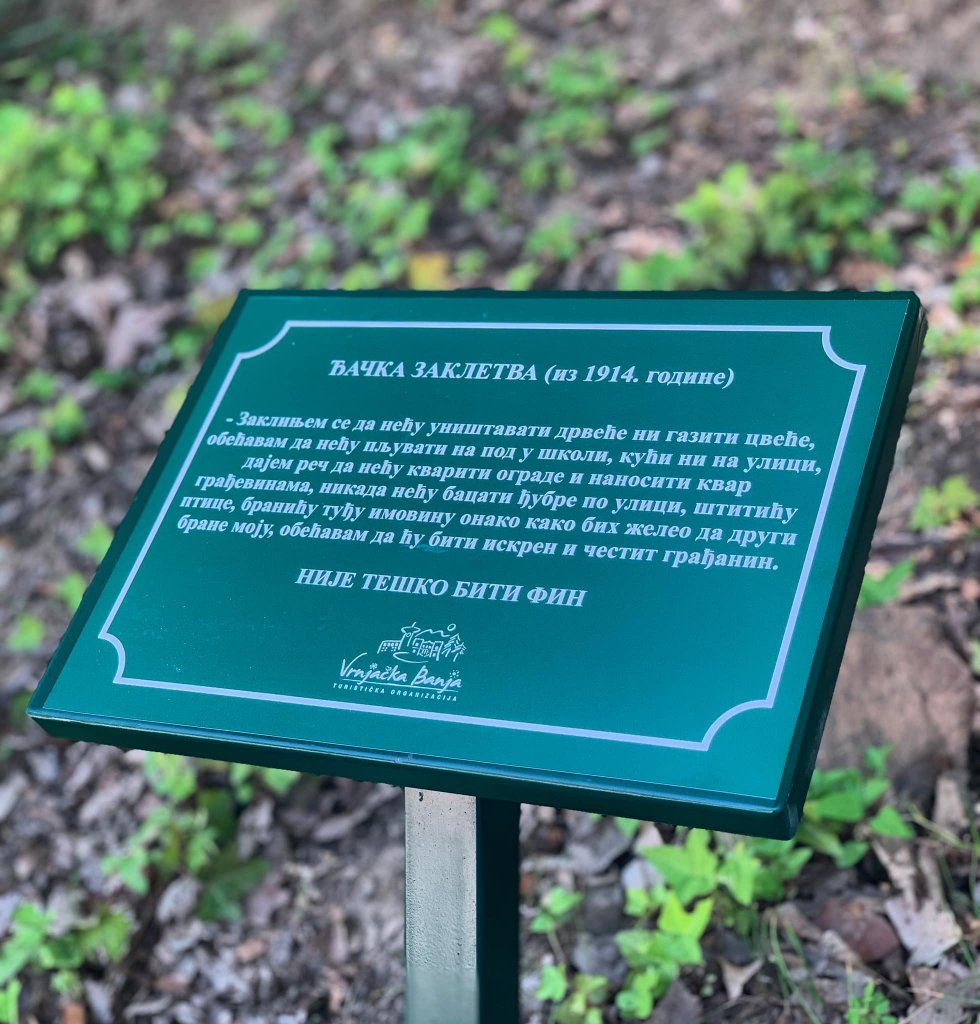 ЂАЧКА ЗАКЛЕТВА (из 1914. године)
- Заклињем се да нећу уништавати дрвеће ни газити цвеће,
обећавам да нећу пљувати на под у школи, кући ни на улици,
дајем реч да нећу кварити ограде и наносити квар
грађевинама, никада нећу бацати ђубре по улици, штитићу
птице, бранићу туђу имовину онако како бих желео да други
бране моју, обећавам да ћу бити искрен и честит грађанин.
НИЈЕ ТЕШКО БИТИ ФИН
Vrnjačka Banja
TURISTIČKA ORGANIZACIJA